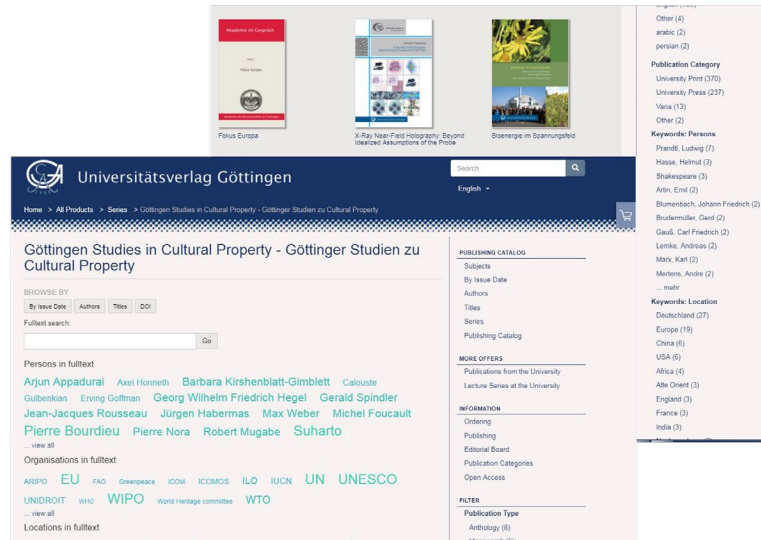 Akademie im Gespräch
Fokus Europa
Fokus Europa
X-Ray Near-Field Holography: Beyond
Idealized Assumptions of the Probe
Bioenergie im Spannungsfeld
Other (4)
arabic (2)
persian (2)
Publication Category
University Print (370)
University Press (237)
Varia (13)
Other (2)
Keywords: Persons
Prandtl, Ludwig (7)
Hasse, Helmut (3)
Shakespeare (3)
Artin, Emil (2)
Blumenbach, Johann Friedrich (2)
Brudermüller, Gerd (2)
Gauß, Carl Friedrich (2)
Lemke, Andreas (2)
Marx, Karl (2)
Mertens, Andre (2)
... mehr
Keywords: Location
Deutschland (27)
Europe (19)
China (6)
USA (6)
Africa (4)
Alte Orient (3)
England (3)
France (3)
India (3)
Universitätsverlag Göttingen
Search
English
Home > All Products > Series > Göttingen Studies in Cultural Property - Göttinger Studien zu Cultural Property
Göttingen Studies in Cultural Property - Göttinger Studien zu
Cultural Property
BROWSE BY
By Issue Date Authors Titles DOI
Fulltext search:
Go
Persons in fulltext
Arjun Appadurai Axel Honneth Barbara Kirshenblatt-Gimblett Calouste
Gulbenkian Erving Goffman Georg Wilhelm Friedrich Hegel Gerald Spindler
Jean-Jacques Rousseau Jürgen Habermas Max Weber Michel Foucault
Pierre Bourdieu Pierre Nora Robert Mugabe Suharto
... view all
Organisations in fulltext
ARIPO EU FAO Greenpeace ICOM ICOMOS ILO IUCN UN UNESCO
UNIDROIT WHC WIPO World Heritage committee WTO
... view all
Locations in fulltext
PUBLISHING CATALOG
Subjects
By Issue Date
Authors
Titles
Series
Publishing Catalog
MORE OFFERS
Publications from the University
Lecture Series at the University
INFORMATION
Ordering
Publishing
Editorial Board
Publication Categories
Open Access
FILTER
Publication Type
Anthology (8)